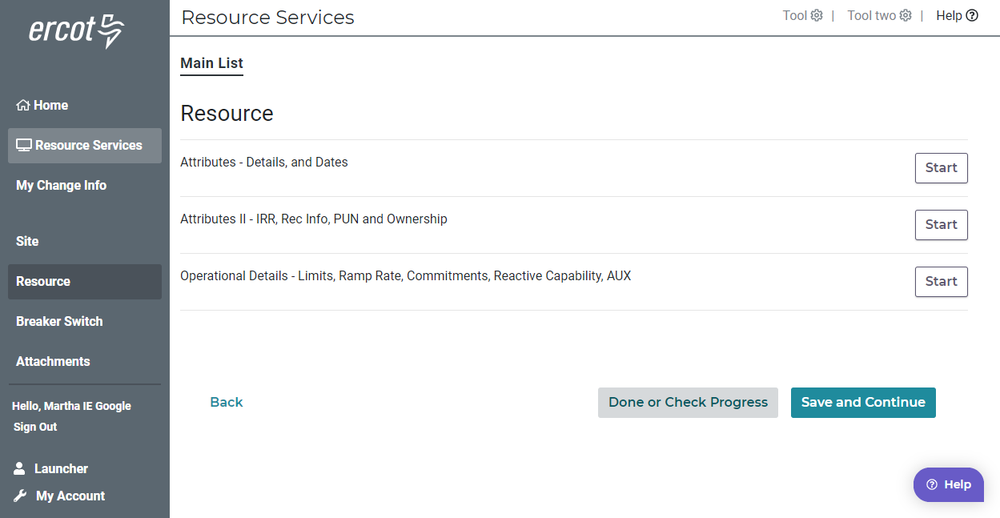 ercot
Resource Services
Tool | Tool two | Help
Home
Resource Services
My Change Info
Site
Resource
Breaker Switch
Attachments
Hello, Martha IE Google
Sign Out
Launcher
My Account
Main List
Resource
Attributes - Details, and Dates
Start
Attributes II - IRR, Rec Info, PUN and Ownership
Start
Operational Details - Limits, Ramp Rate, Commitments, Reactive Capability, AUX
Start
Back
Done or Check Progress
Save and Continue
Help